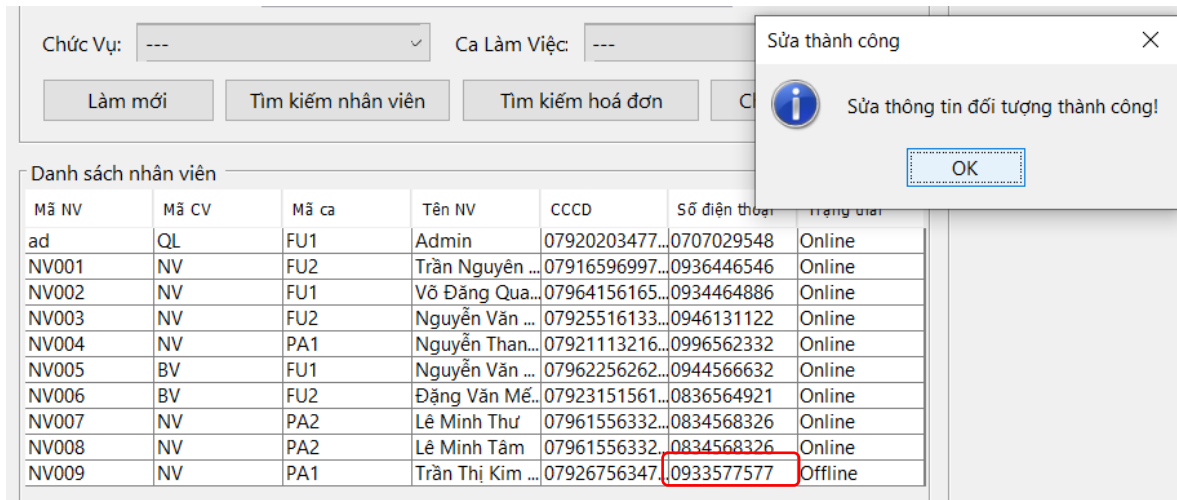 Chức Vụ: --- Ca Làm Việc: ---
Sửa thành công
Làm mới Tìm kiếm nhân viên Tìm kiếm hoá đơn
Sửa thông tin đối tượng thành công!
OK
Danh sách nhân viên
Mã NV Mã CV Mã ca Tên NV CCCD Số điện thoại Trạng thái
ad QL FU1 Admin 07920203477... 0707029548 Online
NV001 NV FU2 Trần Nguyên ... 07916596997... 0936446546 Online
NV002 NV FU1 Võ Đăng Qua... 07964156165... 0934464886 Online
NV003 NV FU2 Nguyễn Văn ... 07925516133... 0946131122 Online
NV004 NV PA1 Nguyễn Than... 07921113216... 0996562332 Online
NV005 BV FU1 Nguyễn Văn ... 07962256262... 0944566632 Online
NV006 BV FU2 Đặng Văn Mế... 07923151561... 0836564921 Online
NV007 NV PA2 Lê Minh Thư 07961556332... 0834568326 Online
NV008 NV PA2 Lê Minh Tâm 07961556332... 0834568326 Online
NV009 NV PA1 Trần Thị Kim ... 07926756347... 0933577577 Offline